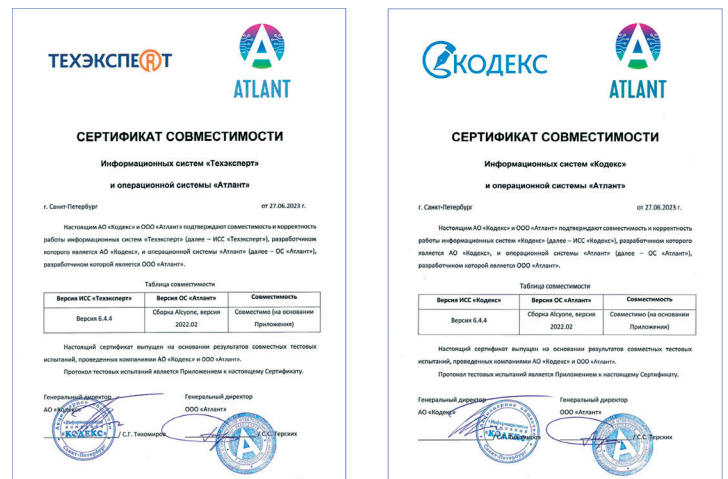 ТЕХЭКСПЕРТ
ATLANT
СЕРТИФИКАТ СОВМЕСТИМОСТИ
Информационных систем «Техэксперт»
и операционной системы «Атлант»
г. Санкт-Петербург от 27.06.2023 г.
Настоящим АО «Кодекс» и ООО «Атлант» подтверждают совместимость и корректность
работы информационных систем «Техэксперт» (далее – ИСС «Техэксперт»), разработчиком
которого является АО «Кодекс», и операционной системы «Атлант» (далее – ОС «Атлант»),
разработчиком которой является ООО «Атлант».
Таблица совместимости
Версия ИСС «Техэксперт» Версия ОС «Атлант» Совместимость
Версия 6.4.4 Сборка Alcyone, версия Совместимо (на основании
2022.02 Приложения)
Настоящий сертификат выпущен на основании результатов совместных тестовых
испытаний, проведенных компаниями АО «Кодекс» и ООО «Атлант».
Протокол тестовых испытаний является Приложением к настоящему Сертификату.
Генеральный директор Генеральный директор
АО «Кодекс» ООО «Атлант»
/ С.Г. Тихомиров / С.С. Терских
«КОДЕКС»
Санкт-Петербург
КОДЕКС
ATLANT
СЕРТИФИКАТ СОВМЕСТИМОСТИ
Информационных систем «Кодекс»
и операционной системы «Атлант»
г. Санкт-Петербург от 27.06.2023 г.
Настоящим АО «Кодекс» и ООО «Атлант» подтверждают совместимость и корректность
работы информационных систем «Кодекс» (далее – ИСС «Кодекс»), разработчиком которого
является АО «Кодекс», и операционной системы «Атлант» (далее – ОС «Атлант»),
разработчиком которой является ООО «Атлант».
Таблица совместимости
Версия ИСС «Кодекс» Версия ОС «Атлант» Совместимость
Версия 6.4.4 Сборка Alcyone, версия Совместимо (на основании
2022.02 Приложения)
Настоящий сертификат выпущен на основании результатов совместных тестовых
испытаний, проведенных компаниями АО «Кодекс» и ООО «Атлант».
Протокол тестовых испытаний является Приложением к настоящему Сертификату.
Генеральный директор Генеральный директор
АО «Кодекс» ООО «Атлант»
/ С.С. Терских